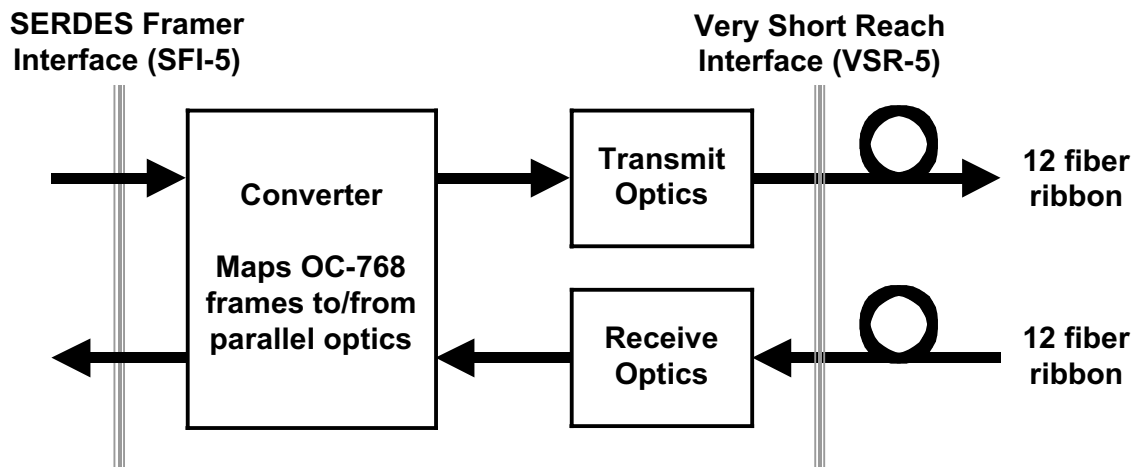 SERDES Framer
Interface (SFI-5)
Very Short Reach
Interface (VSR-5)
Converter
Maps OC-768
frames to/from
parallel optics
Transmit
Optics
12 fiber
ribbon
Receive
Optics
12 fiber
ribbon